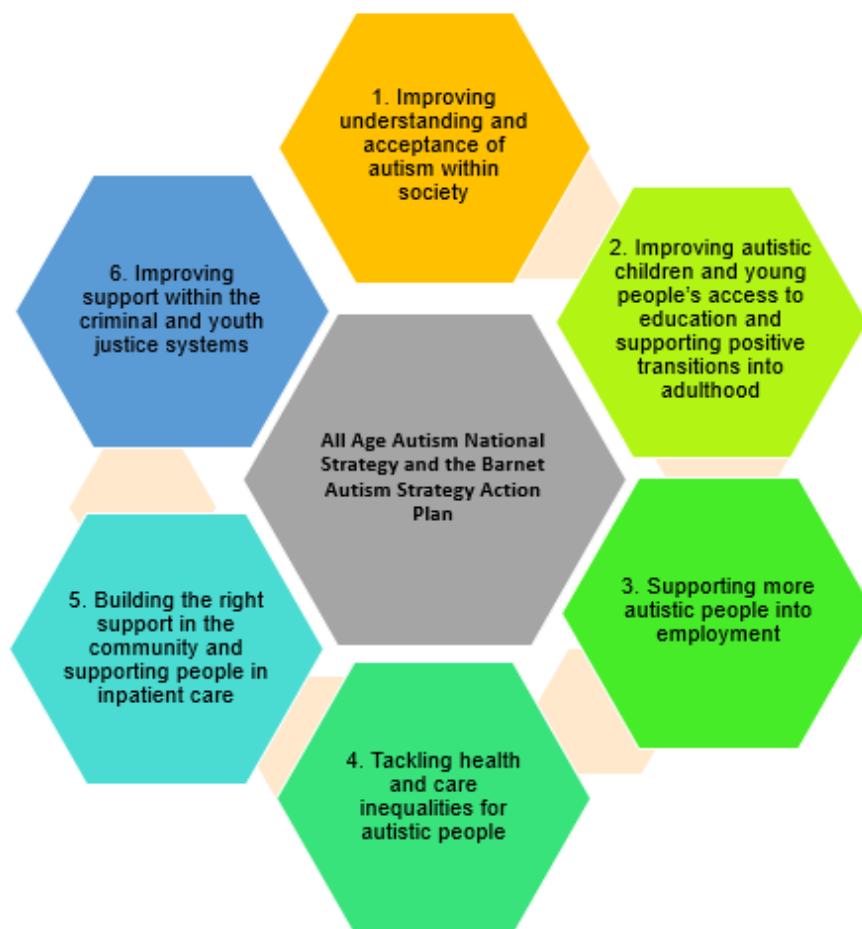 1. Improving
understanding and
acceptance of
autism within
society
2. Improving autistic
children and young
people's access to
education and
supporting positive
transitions into
adulthood
3. Supporting more
autistic people into
employment
4. Tackling health
and care
inequalities for
autistic people
5. Building the right
support in the
community and
supporting people in
inpatient care
6. Improving
support within the
criminal and youth
justice systems
All Age Autism National
Strategy and the Barnet
Autism Strategy Action
Plan